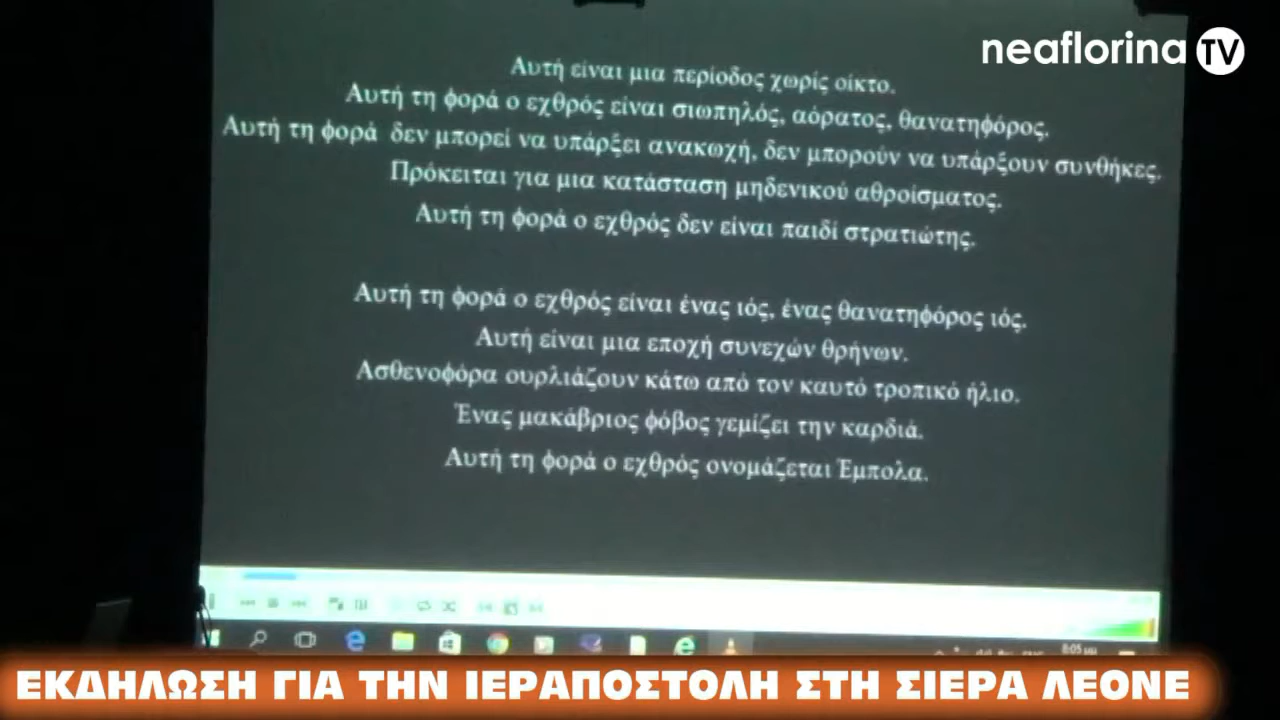 neaflorina TV
Αυτή είναι μια περίοδος χωρίς οίκτο.
Αυτή τη φορά ο εχθρός είναι σιωπηλός, αόρατος, θανατηφόρος.
Αυτή τη φορά δεν μπορεί να υπάρξει ανακωχή, δεν μπορούν να υπάρξουν συνθήκες.
Πρόκειται για μια κατάσταση μηδενικού αθροίσματος.
Αυτή τη φορά ο εχθρός δεν είναι παιδί στρατιώτης.
Αυτή τη φορά ο εχθρός είναι ένας ιός, ένας θανατηφόρος ιός.
Αυτή είναι μια εποχή συνεχών θρήνων.
Ασθενοφόρα ουρλιάζουν κάτω από τον καυτό τροπικό ήλιο.
Ένας μακάβριος φόβος γεμίζει την καρδιά.
Αυτή τη φορά ο εχθρός ονομάζεται Έμπολα.
8:05 μμ
ΕΚΔΗΛΩΣΗ ΓΙΑ ΤΗΝ ΙΕΡΑΠΟΣΤΟΛΗ ΣΤΗ ΣΙΕΡΑ ΛΕΟΝΕ